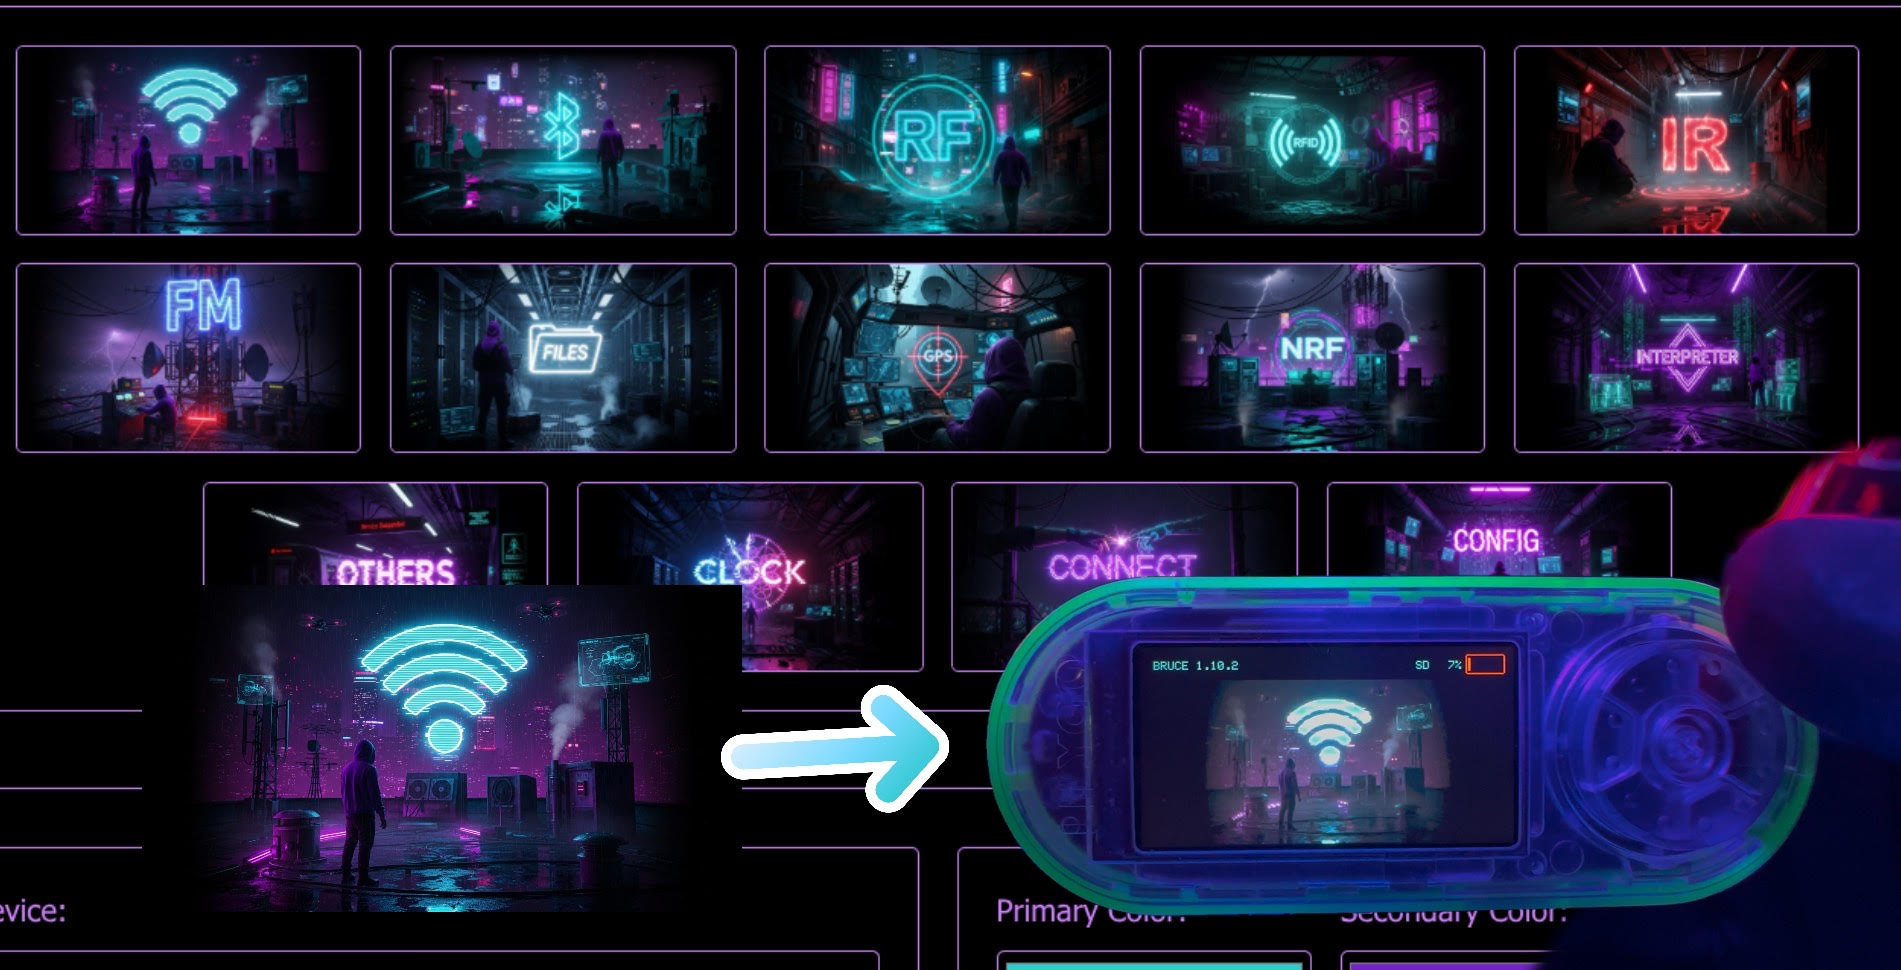 RF
RFID
IR
FM
FILES
GPS
NRF
INTERPRETER
OTHERS
CLOCK
CONNECT
CONFIG
BRUCE 1.10.2
SD 7%
evice:
Primary Color:
Secondary Color: